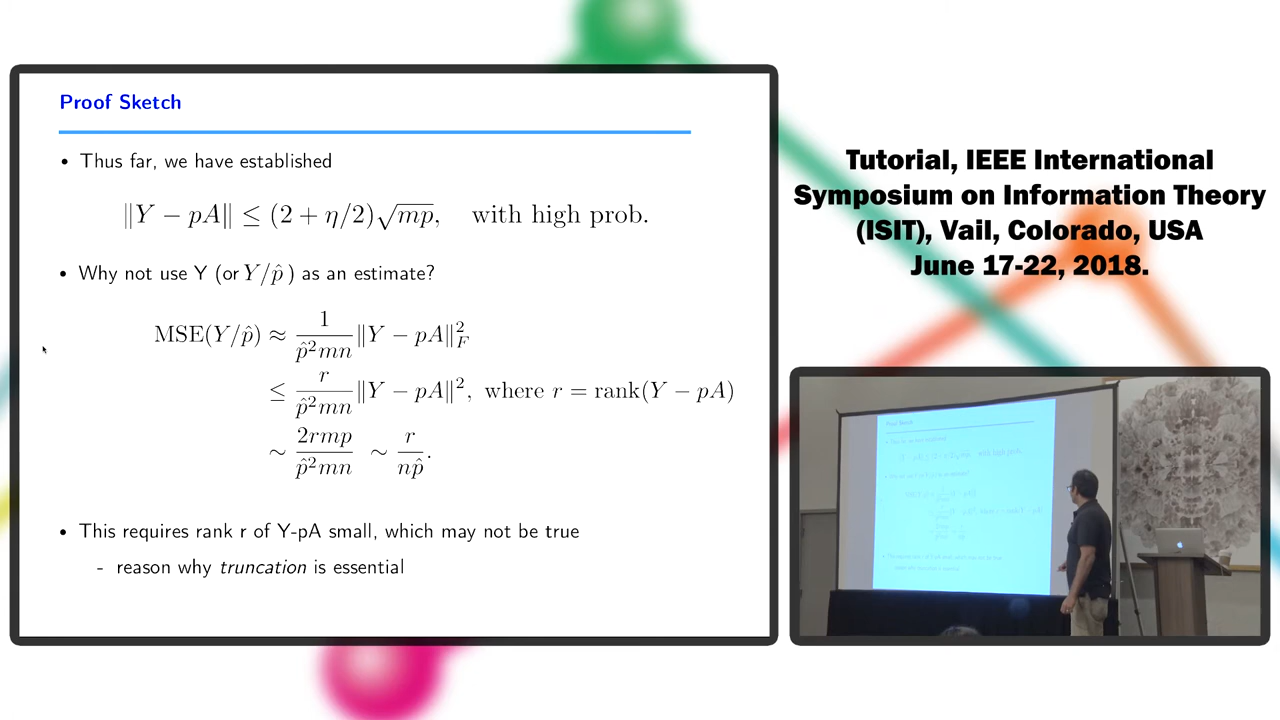 Proof Sketch
• Thus far, we have established
‖Y − pA‖ ≤ (2 + η/2)√mp, with high prob.
• Why not use Y (or Y/p̂ ) as an estimate?
MSE(Y/p̂) ≈ 1/(p̂²mn) ‖Y − pA‖²_F
≤ r/(p̂²mn) ‖Y − pA‖², where r = rank(Y − pA)
∼ 2rmp/(p̂²mn) ∼ r/(np̂).
• This requires rank r of Y-pA small, which may not be true
- reason why truncation is essential
Tutorial, IEEE International
Symposium on Information Theory
(ISIT), Vail, Colorado, USA
June 17-22, 2018.
Proof Sketch